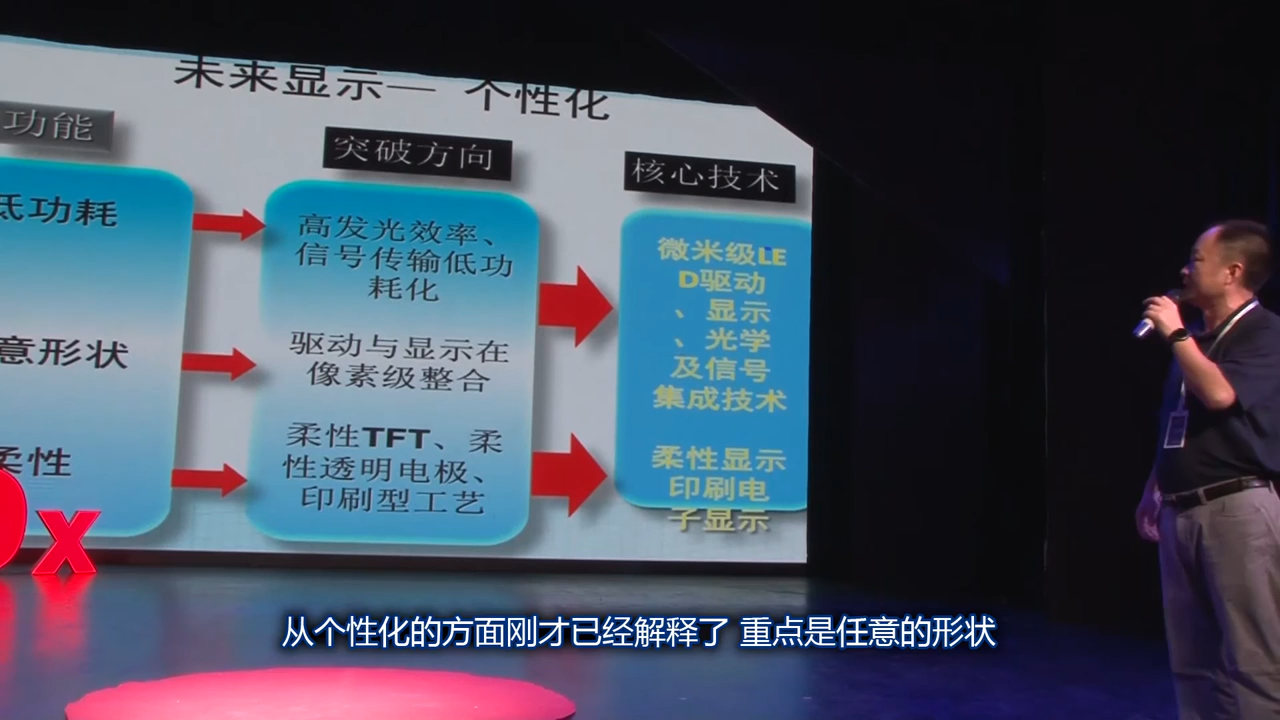 未来显示— 个性化
功能
突破方向
核心技术
低功耗
意形状
柔性
高发光效率、
信号传输低功
耗化
驱动与显示在
像素级整合
柔性TFT、柔
性透明电极、
印刷型工艺
微米级LE
D驱动
、显示
、光学
及信号
集成技术
柔性显示
印刷电
子显示
x
从个性化的方面刚才已经解释了 重点是任意的形状